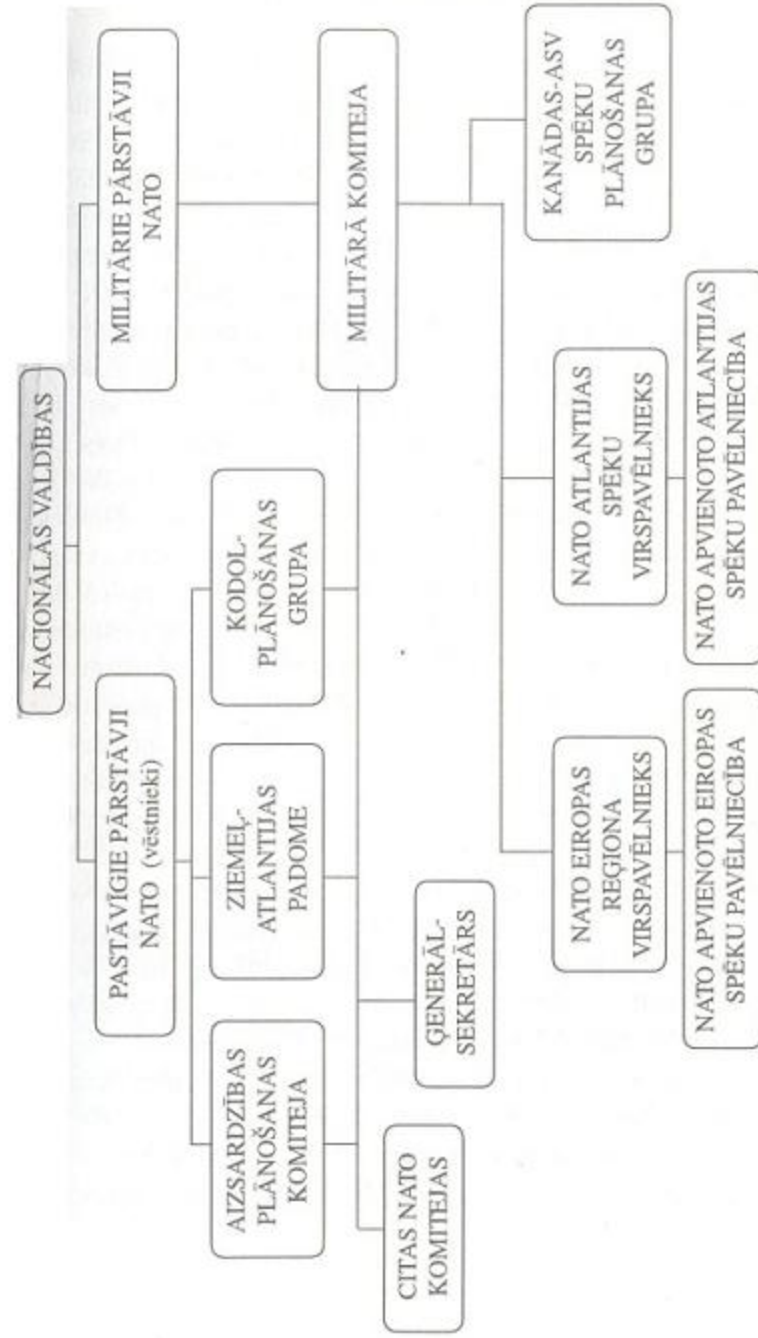 NACIONĀLĀS VALDĪBAS
PASTĀVĪGIE PĀRSTĀVJI
NATO (vēstnieki)
MILITĀRIE PĀRSTĀVJI
NATO
AIZSARDZĪBAS
PLĀNOŠANAS
KOMITEJA
ZIEMEĻ-
ATLANTIJAS
PADOME
KODOL-
PLĀNOŠANAS
GRUPA
MILITĀRĀ KOMITEJA
CITAS NATO
KOMITEJAS
ĢENERĀL-
SEKRETĀRS
NATO EIROPAS
REĢIONA
VIRSPAVĒLNIEKS
NATO ATLANTIJAS
SPĒKU
VIRSPAVĒLNIEKS
KANĀDAS-ASV
SPĒKU
PLĀNOŠANAS
GRUPA
NATO APVIENOTO EIROPAS
SPĒKU PAVĒLNIECĪBA
NATO APVIENOTO ATLANTIJAS
SPĒKU PAVĒLNIECĪBA